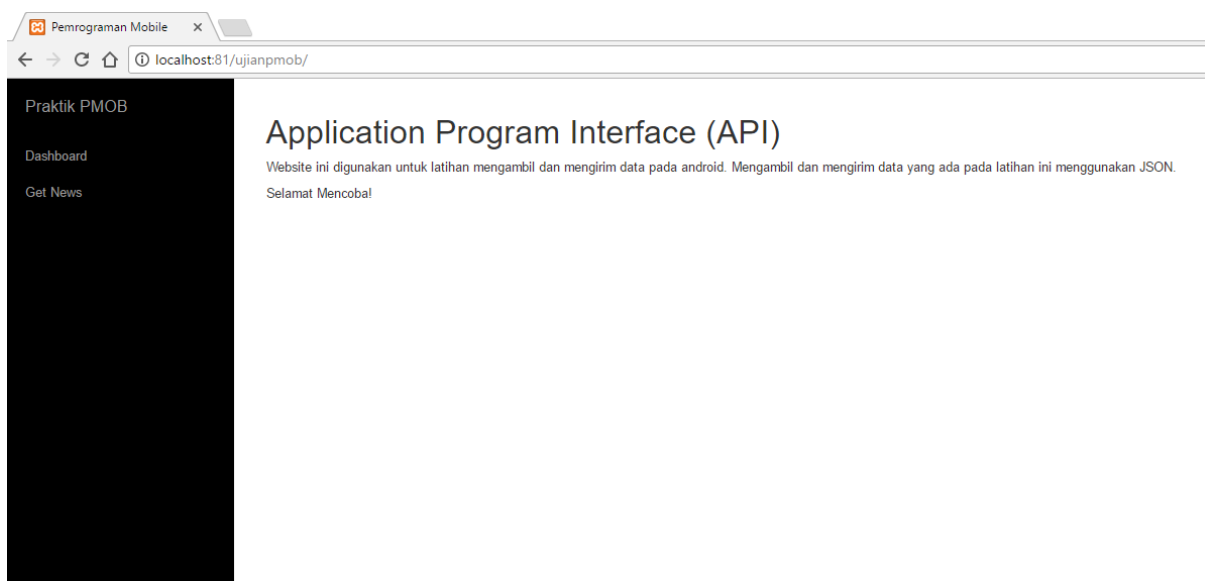 Pemrograman Mobile
localhost:81/ujianpmob/
Praktik PMOB
Dashboard
Get News
Application Program Interface (API)
Website ini digunakan untuk latihan mengambil dan mengirim data pada android. Mengambil dan mengirim data yang ada pada latihan ini menggunakan JSON.
Selamat Mencoba!